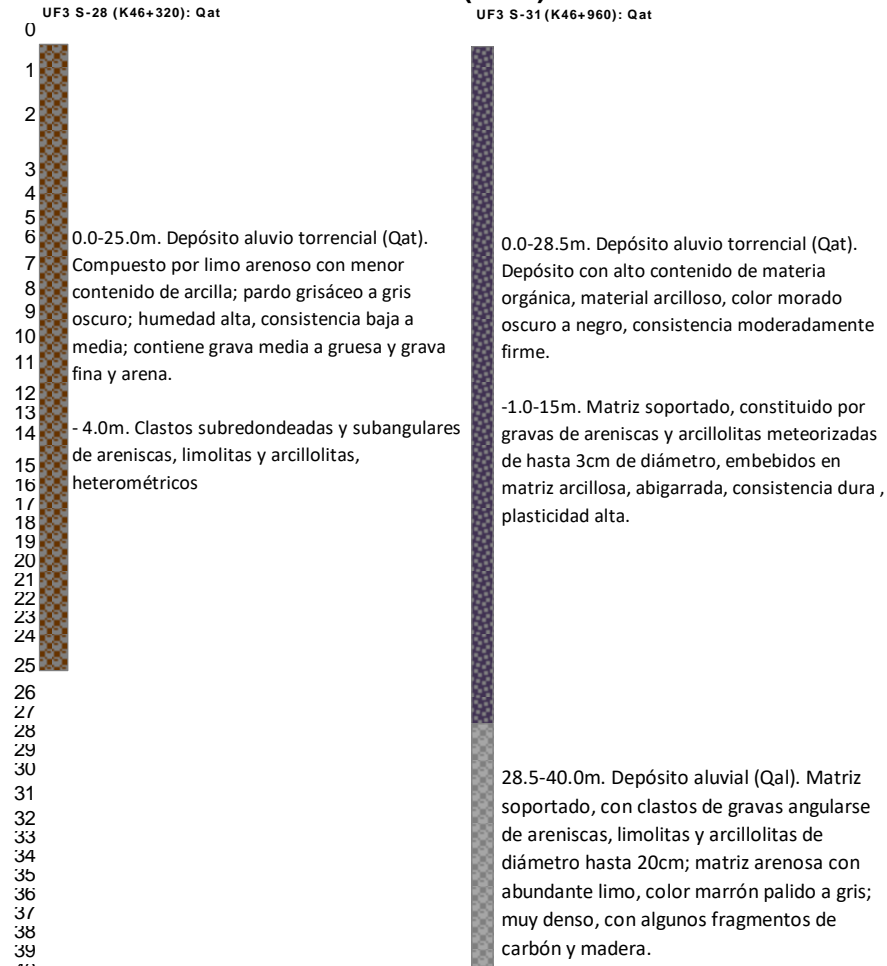 UF3 S-28 (K46+320): Qat
UF3 S-31 (K46+960): Qat
0
1
2
3
4
5
6
7
8
9
10
11
12
13
14
15
16
17
18
19
20
21
22
23
24
25
26
27
28
29
30
31
32
33
34
35
36
37
38
39
0.0-25.0m. Depósito aluvio torrencial (Qat).
Compuesto por limo arenoso con menor
contenido de arcilla; pardo grisáceo a gris
oscuro; humedad alta, consistencia baja a
media; contiene grava media a gruesa y grava
fina y arena.
- 4.0m. Clastos subredondeadas y subangulares
de areniscas, limolitas y arcillolitas,
heterométricos
0.0-28.5m. Depósito aluvio torrencial (Qat).
Depósito con alto contenido de materia
orgánica, material arcilloso, color morado
oscuro a negro, consistencia moderadamente
firme.
-1.0-15m. Matriz soportado, constituido por
gravas de areniscas y arcillolitas meteorizadas
de hasta 3cm de diámetro, embebidos en
matriz arcillosa, abigarrada, consistencia dura ,
plasticidad alta.
28.5-40.0m. Depósito aluvial (Qal). Matriz
soportado, con clastos de gravas angularse
de areniscas, limolitas y arcillolitas de
diámetro hasta 20cm; matriz arenosa con
abundante limo, color marrón palido a gris;
muy denso, con algunos fragmentos de
carbón y madera.